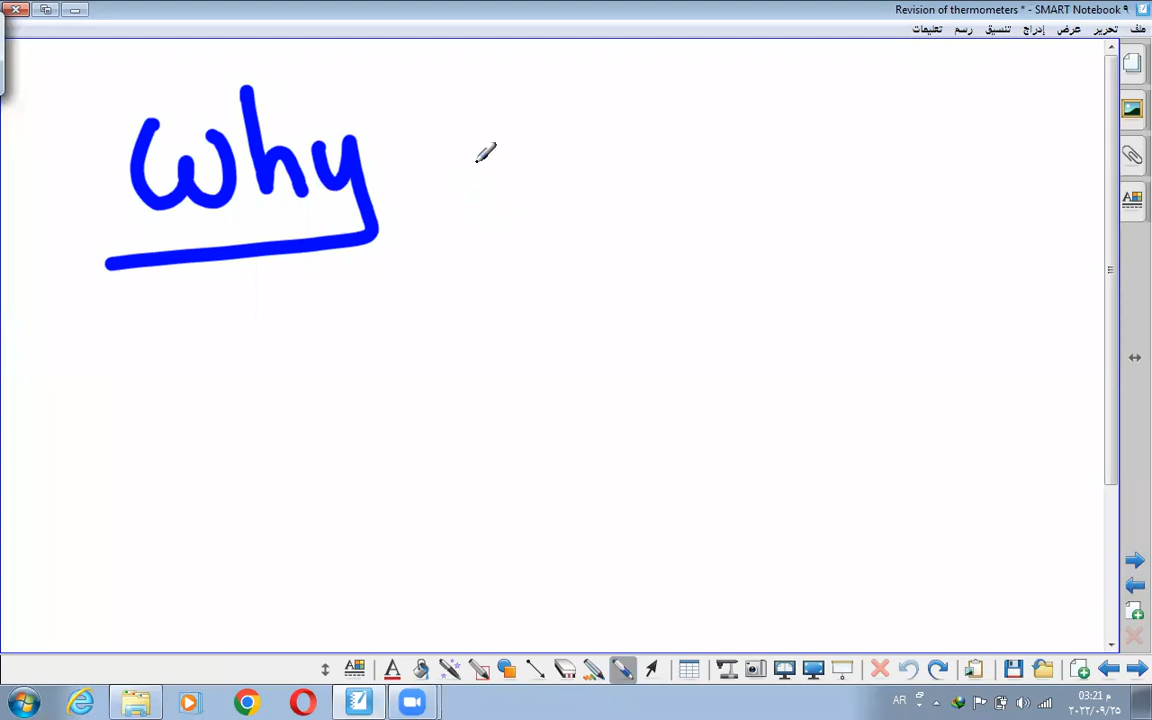 Revision of thermometers * - SMART Notebook ٩
ملف تحرير عرض إدراج تنسيق رسم تعليمات
Why
AR
03:21 م
٢٠٢٢/٠٩/٢٥